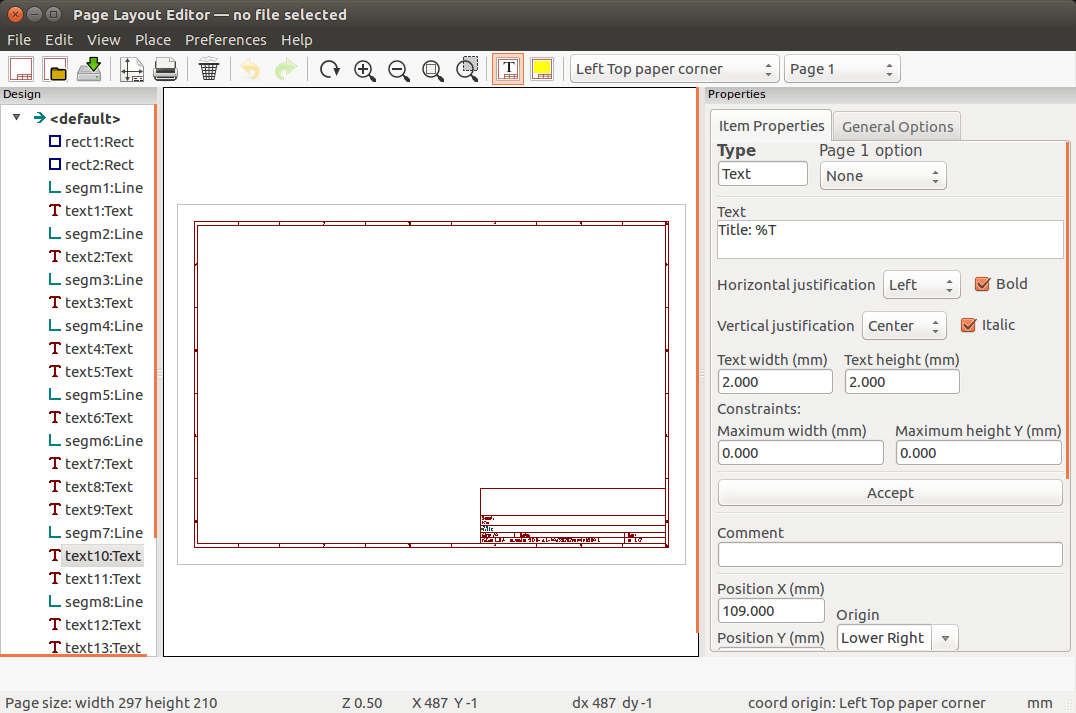 Page Layout Editor — no file selected
File Edit View Place Preferences Help
T Left Top paper corner Page 1
Design
Properties
<default>
rect1:Rect
rect2:Rect
segm1:Line
text1:Text
segm2:Line
text2:Text
segm3:Line
text3:Text
segm4:Line
text4:Text
text5:Text
segm5:Line
text6:Text
segm6:Line
text7:Text
text8:Text
text9:Text
segm7:Line
text10:Text
text11:Text
segm8:Line
text12:Text
text13:Text
Item Properties General Options
Type Page 1 option
Text None
Text
Title: %T
Horizontal justification Left Bold
Vertical justification Center Italic
Text width (mm) Text height (mm)
2.000 2.000
Constraints:
Maximum width (mm) Maximum height Y (mm)
0.000 0.000
Accept
Comment
Position X (mm)
109.000 Origin
Position Y (mm) Lower Right
Page size: width 297 height 210 Z 0.50 X 487 Y -1 dx 487 dy -1 coord origin: Left Top paper corner mm